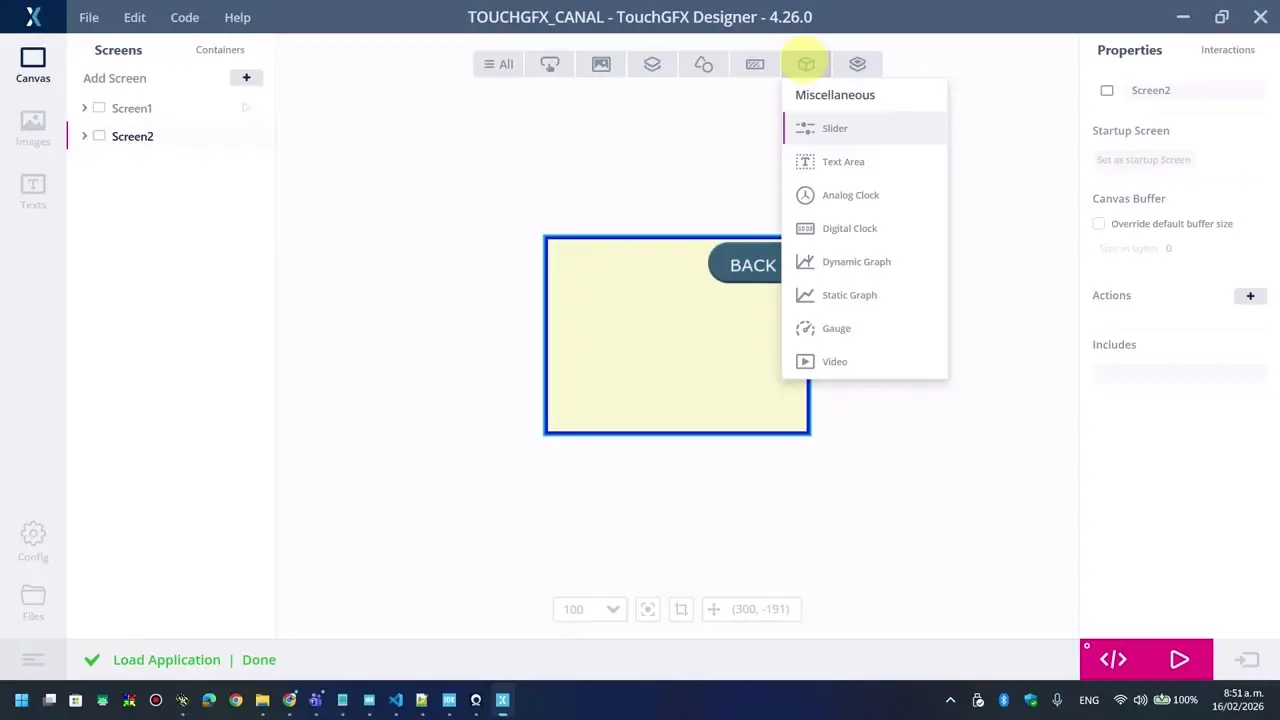 File Edit Code Help
TOUCHGFX_CANAL - TouchGFX Designer - 4.26.0
Canvas
Images
Texts
Config
Files
Screens Containers
Add Screen +
Screen1
Screen2
All
Miscellaneous
Slider
Text Area
Analog Clock
Digital Clock
Dynamic Graph
Static Graph
Gauge
Video
BACK
100
(300, -191)
Properties Interactions
Screen2
Startup Screen
Set as startup Screen
Canvas Buffer
Override default buffer size
Size in bytes 0
Actions +
Includes
Load Application | Done
ENG
100%
8:51 a.m.
16/02/2026